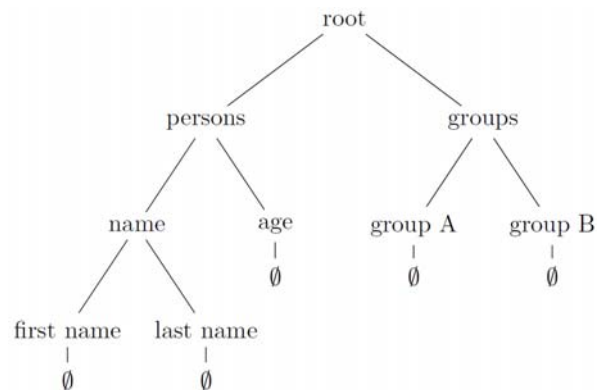 root
persons groups
name age group A group B
∅ ∅ ∅
first name last name
∅ ∅